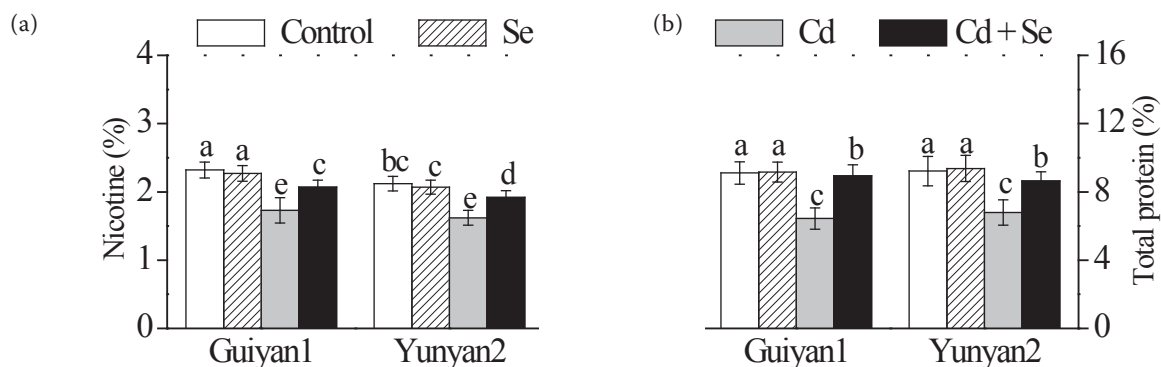 (a) Control Se (b) Cd Cd + Se
4 16
3 12
2 8
1 4
0 0
Nicotine (%)
Total protein (%)
a a e c bc c e d
a a c b a a c b
Guiyan1 Yunyan2 Guiyan1 Yunyan2